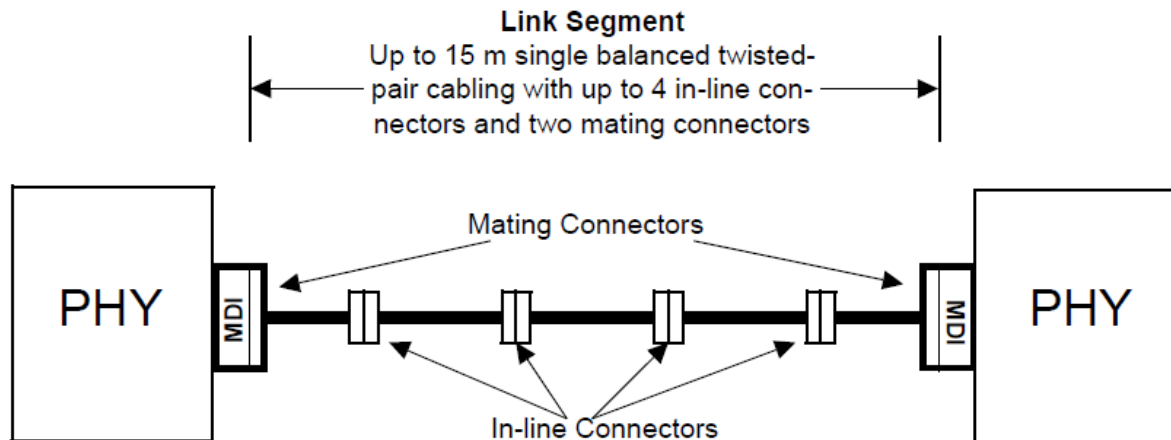 Link Segment
Up to 15 m single balanced twisted-
pair cabling with up to 4 in-line con-
nectors and two mating connectors
Mating Connectors
PHY
MDI
MDI
PHY
In-line Connectors